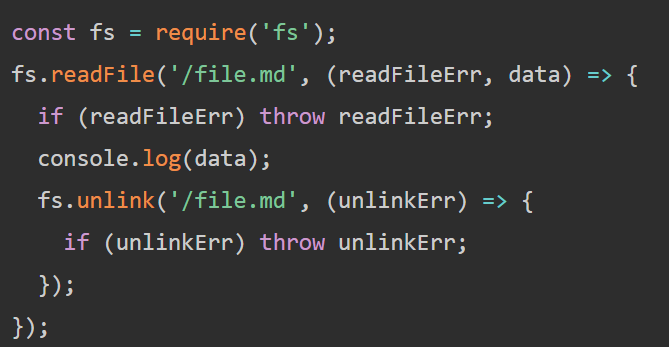 const fs = require('fs');
fs.readFile('/file.md', (readFileErr, data) => {
  if (readFileErr) throw readFileErr;
  console.log(data);
  fs.unlink('/file.md', (unlinkErr) => {
    if (unlinkErr) throw unlinkErr;
  });
});